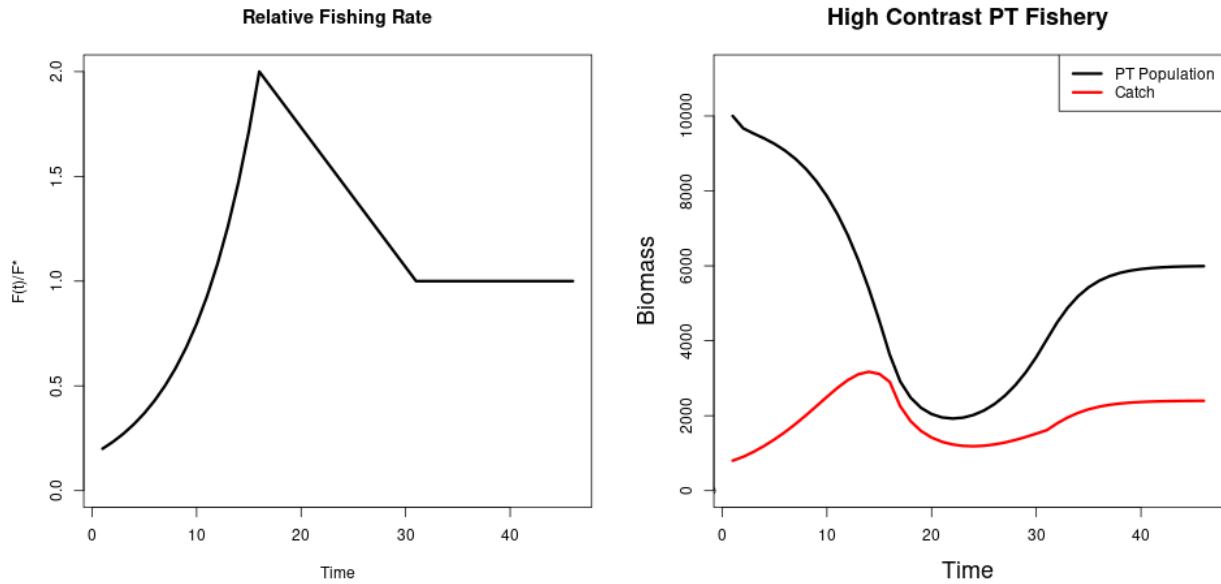 Relative Fishing Rate
F(t)/F*
0.0
0.5
1.0
1.5
2.0
0
10
20
30
40
Time
High Contrast PT Fishery
PT Population
Catch
Biomass
0
2000
4000
6000
8000
10000
0
10
20
30
40
Time